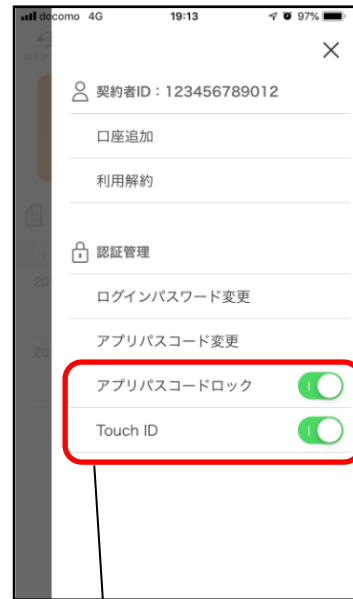 docomo 4G 19:13 97%
契約者ID：123456789012
口座追加
利用解約
認証管理
20
ログインパスワード変更
アプリパスコード変更
20
アプリパスコードロック
Touch ID